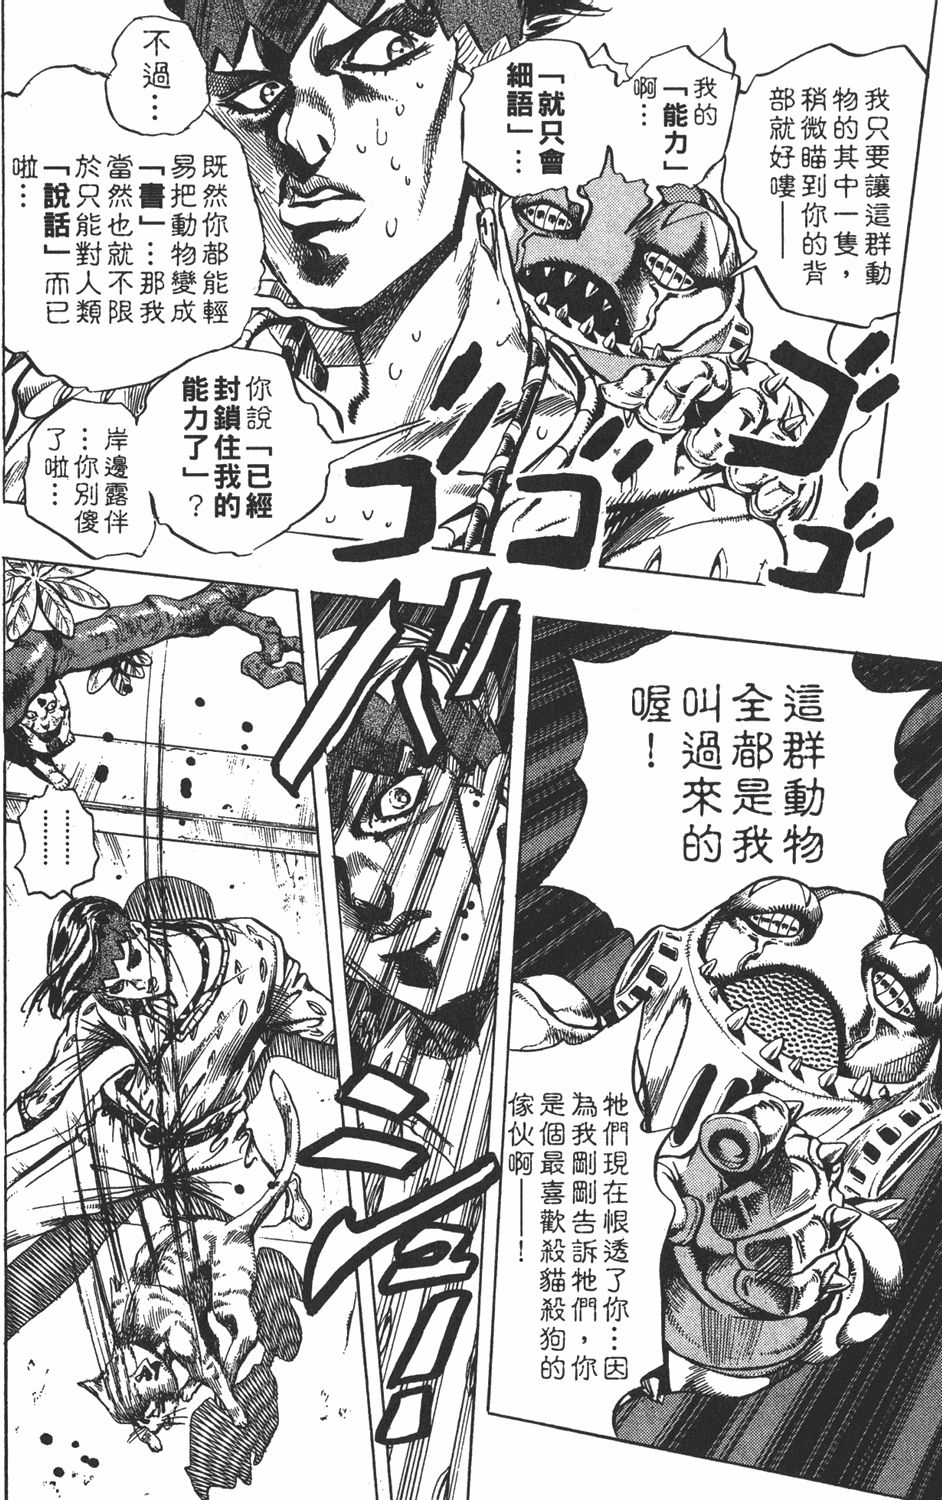 我只要讓這群動
物的其中一隻，
稍微瞄到你的背
部就好嘍——
我的
「能力」
啊…
「就只會
細語」…
不過…
既然你都能輕
易把動物變成
「書」…那我
當然也就不限
於只能對人類
「說話」而已
啦…
你說「已經
封鎖住我的
能力了」？
岸邊露伴
…你別傻
了啦…
ゴゴゴゴゴ
這群動物
全都是我
叫過來的
喔！
牠們現在恨透了你…因
為我剛剛告訴牠們，你
是個最喜歡殺貓殺狗的
傢伙啊——！
バリバリ
…………
…………